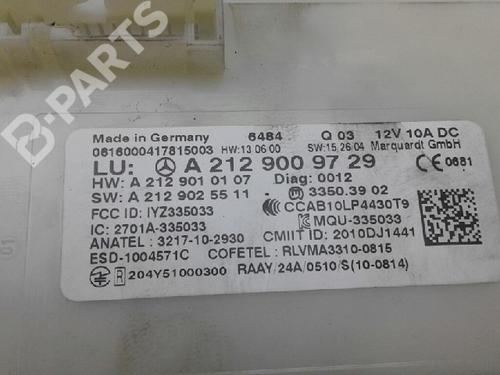 B-PARTS
Made in Germany 6484 Q 03 12V 10A DC
0616000417815003 HW:13.06.00 SW:15.26.04 Marquardt GmbH
LU: A 212 900 97 29 CE 0681
HW: A 212 901 01 07 Diag: 0012
SW: A 212 902 55 11 - 3350.3902
FCC ID: IYZ335033 CCAB10LP4430T9
IC: 2701A-335033 MQU-335033
ANATEL : 3217-10-2930 CMIIT ID: 2010DJ1441
ESD-1004571C COFETEL: RLVMA3310-0815
R 204Y51000300 RAAY/24A/0510/S(10-0814)